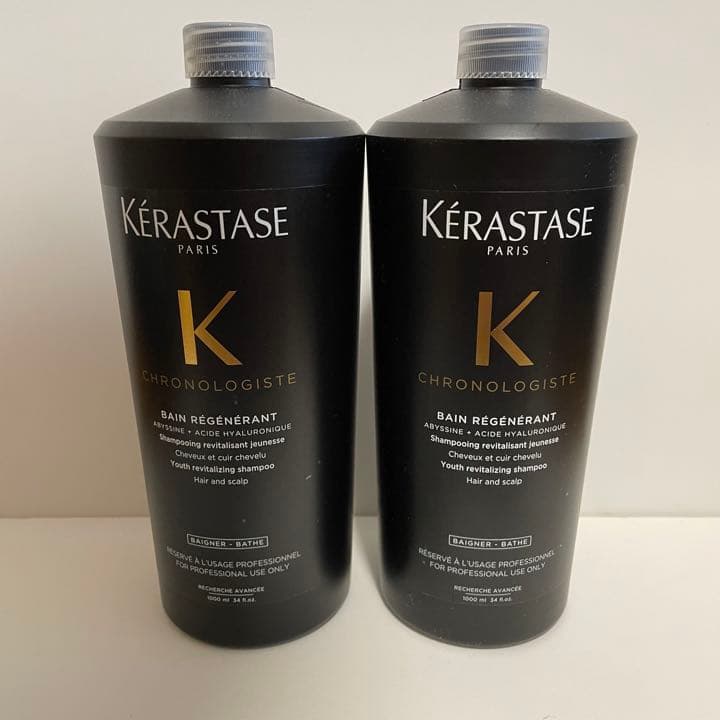 KÉRASTASE
PARIS
K
CHRONOLOGISTE
BAIN RÉGÉNÉRANT
ABYSSINE + ACIDE HYALURONIQUE
Shampooing revitalisant jeunesse
Cheveux et cuir chevelu
Youth revitalizing shampoo
Hair and scalp
BAIGNER - BATHE
RÉSERVÉ À L'USAGE PROFESSIONNEL
FOR PROFESSIONAL USE ONLY
RECHERCHE AVANCÉE
1000 ml 34 fl.oz.
KÉRASTASE
PARIS
K
CHRONOLOGISTE
BAIN RÉGÉNÉRANT
ABYSSINE + ACIDE HYALURONIQUE
Shampooing revitalisant jeunesse
Cheveux et cuir chevelu
Youth revitalizing shampoo
Hair and scalp
BAIGNER - BATHE
RÉSERVÉ À L'USAGE PROFESSIONNEL
FOR PROFESSIONAL USE ONLY
RECHERCHE AVANCÉE
1000 ml 34 fl.oz.